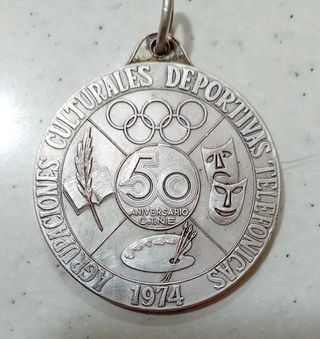 AGRUPACIONES CULTURALES DEPORTIVAS TELEFONICAS
50
ANIVERSARIO
C.T.N.E
1974